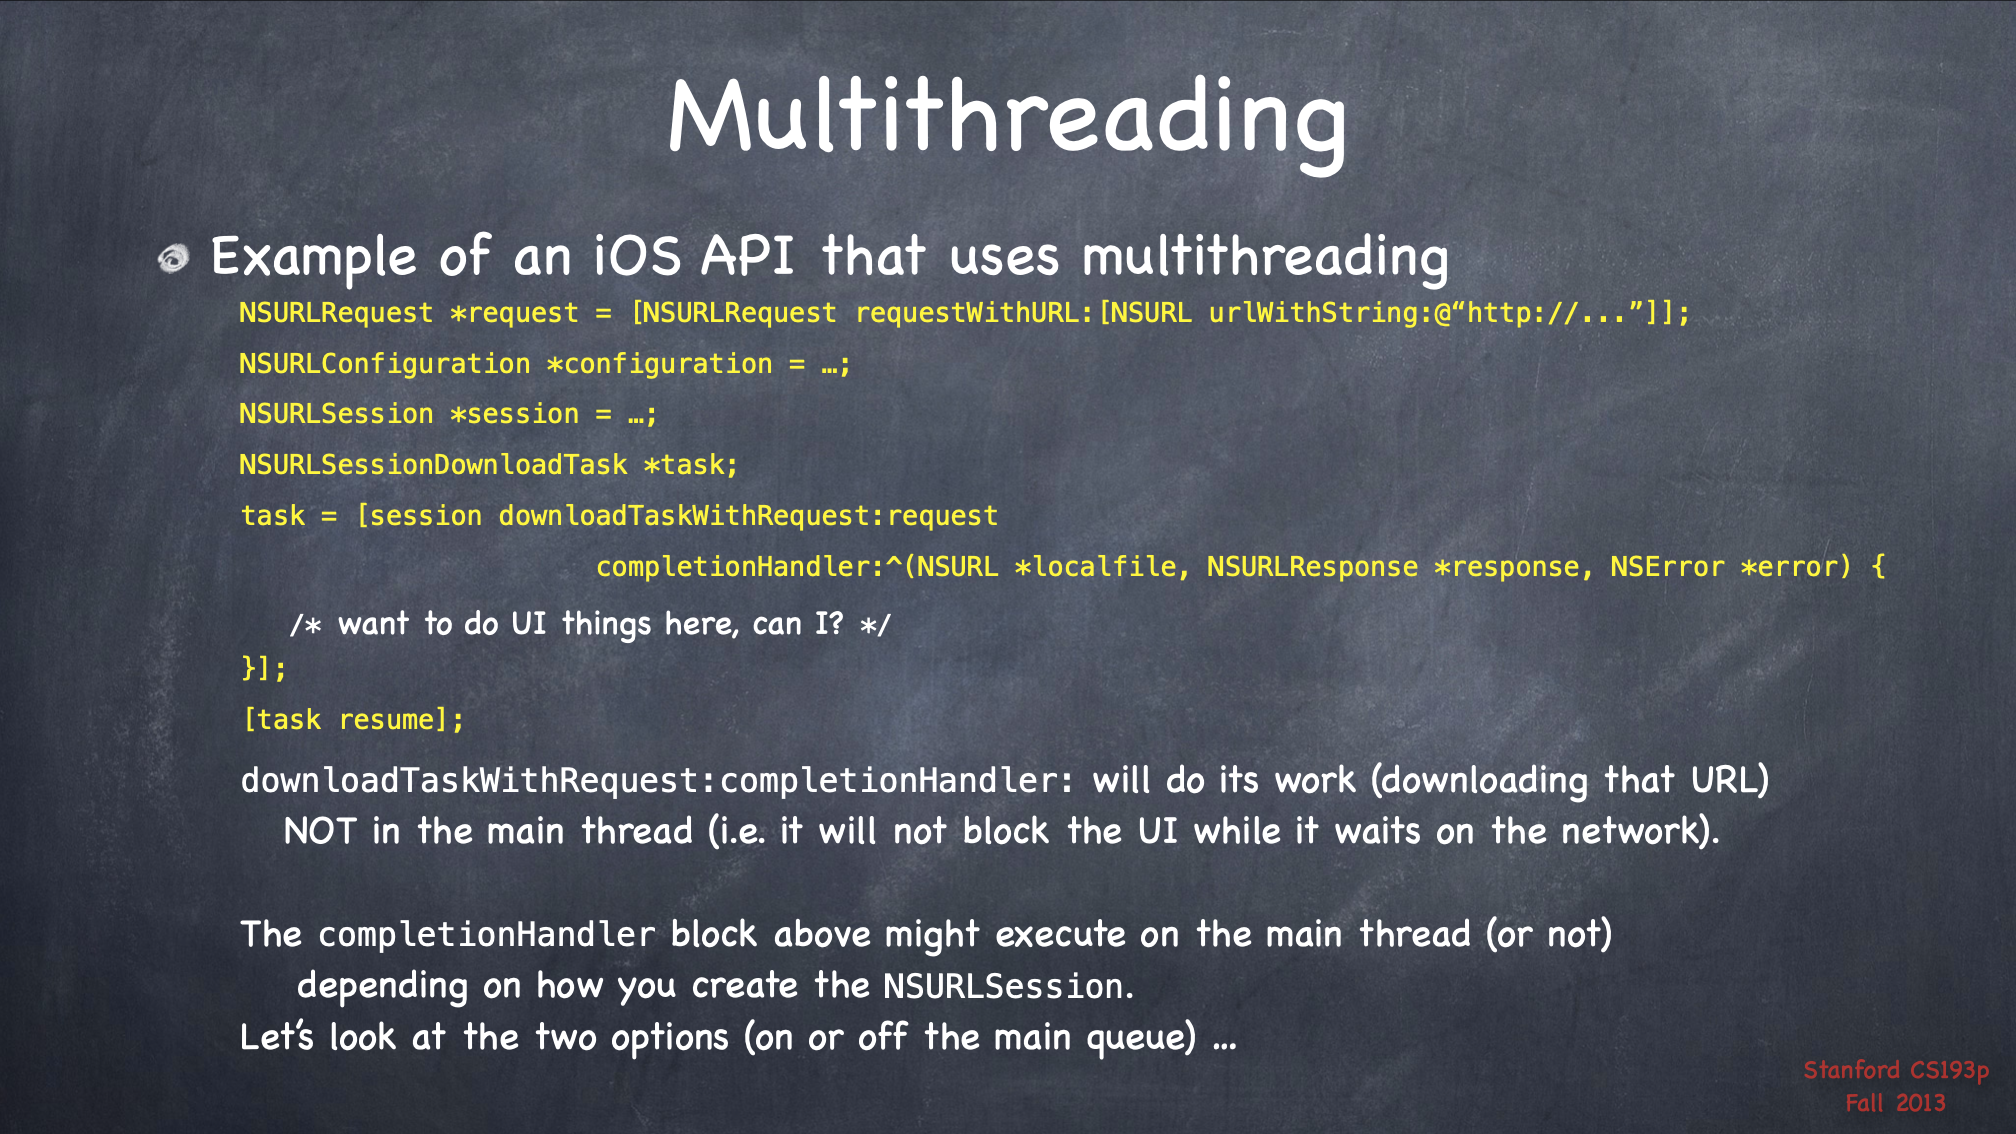 Multithreading
Example of an iOS API that uses multithreading
NSURLRequest *request = [NSURLRequest requestWithURL:[NSURL urlWithString:@“http://...”]];
NSURLConfiguration *configuration = …;
NSURLSession *session = …;
NSURLSessionDownloadTask *task;
task = [session downloadTaskWithRequest:request
completionHandler:^(NSURL *localfile, NSURLResponse *response, NSError *error) {
/* want to do UI things here, can I? */
}];
[task resume];
downloadTaskWithRequest:completionHandler: will do its work (downloading that URL)
NOT in the main thread (i.e. it will not block the UI while it waits on the network).
The completionHandler block above might execute on the main thread (or not)
depending on how you create the NSURLSession.
Let’s look at the two options (on or off the main queue) …
Stanford CS193p
Fall 2013